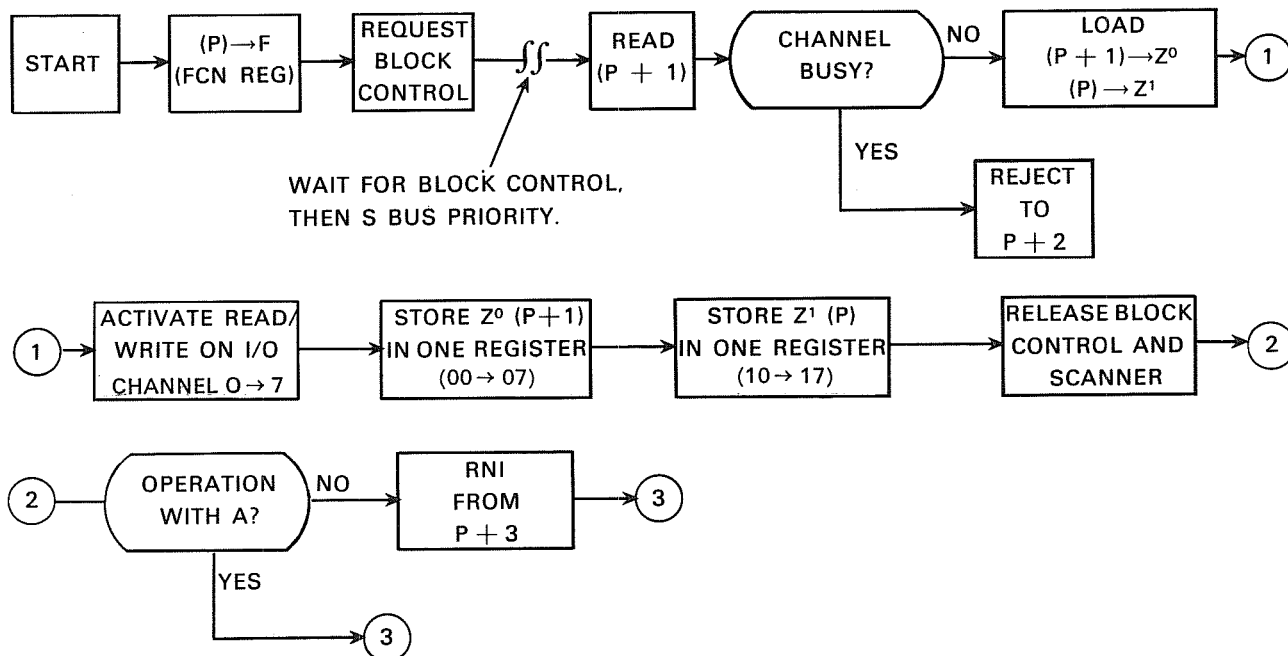 START
(P)→F
(FCN REG)
REQUEST
BLOCK
CONTROL
∫∫
WAIT FOR BLOCK CONTROL,
THEN S BUS PRIORITY.
READ
(P + 1)
CHANNEL
BUSY?
NO
YES
LOAD
(P + 1)→Z⁰
(P)→Z¹
1
REJECT
TO
P + 2
1
ACTIVATE READ/
WRITE ON I/O
CHANNEL 0→7
STORE Z⁰ (P+1)
IN ONE REGISTER
(00→07)
STORE Z¹ (P)
IN ONE REGISTER
(10→17)
RELEASE BLOCK
CONTROL AND
SCANNER
2
2
OPERATION
WITH A?
NO
YES
RNI
FROM
P + 3
3
3